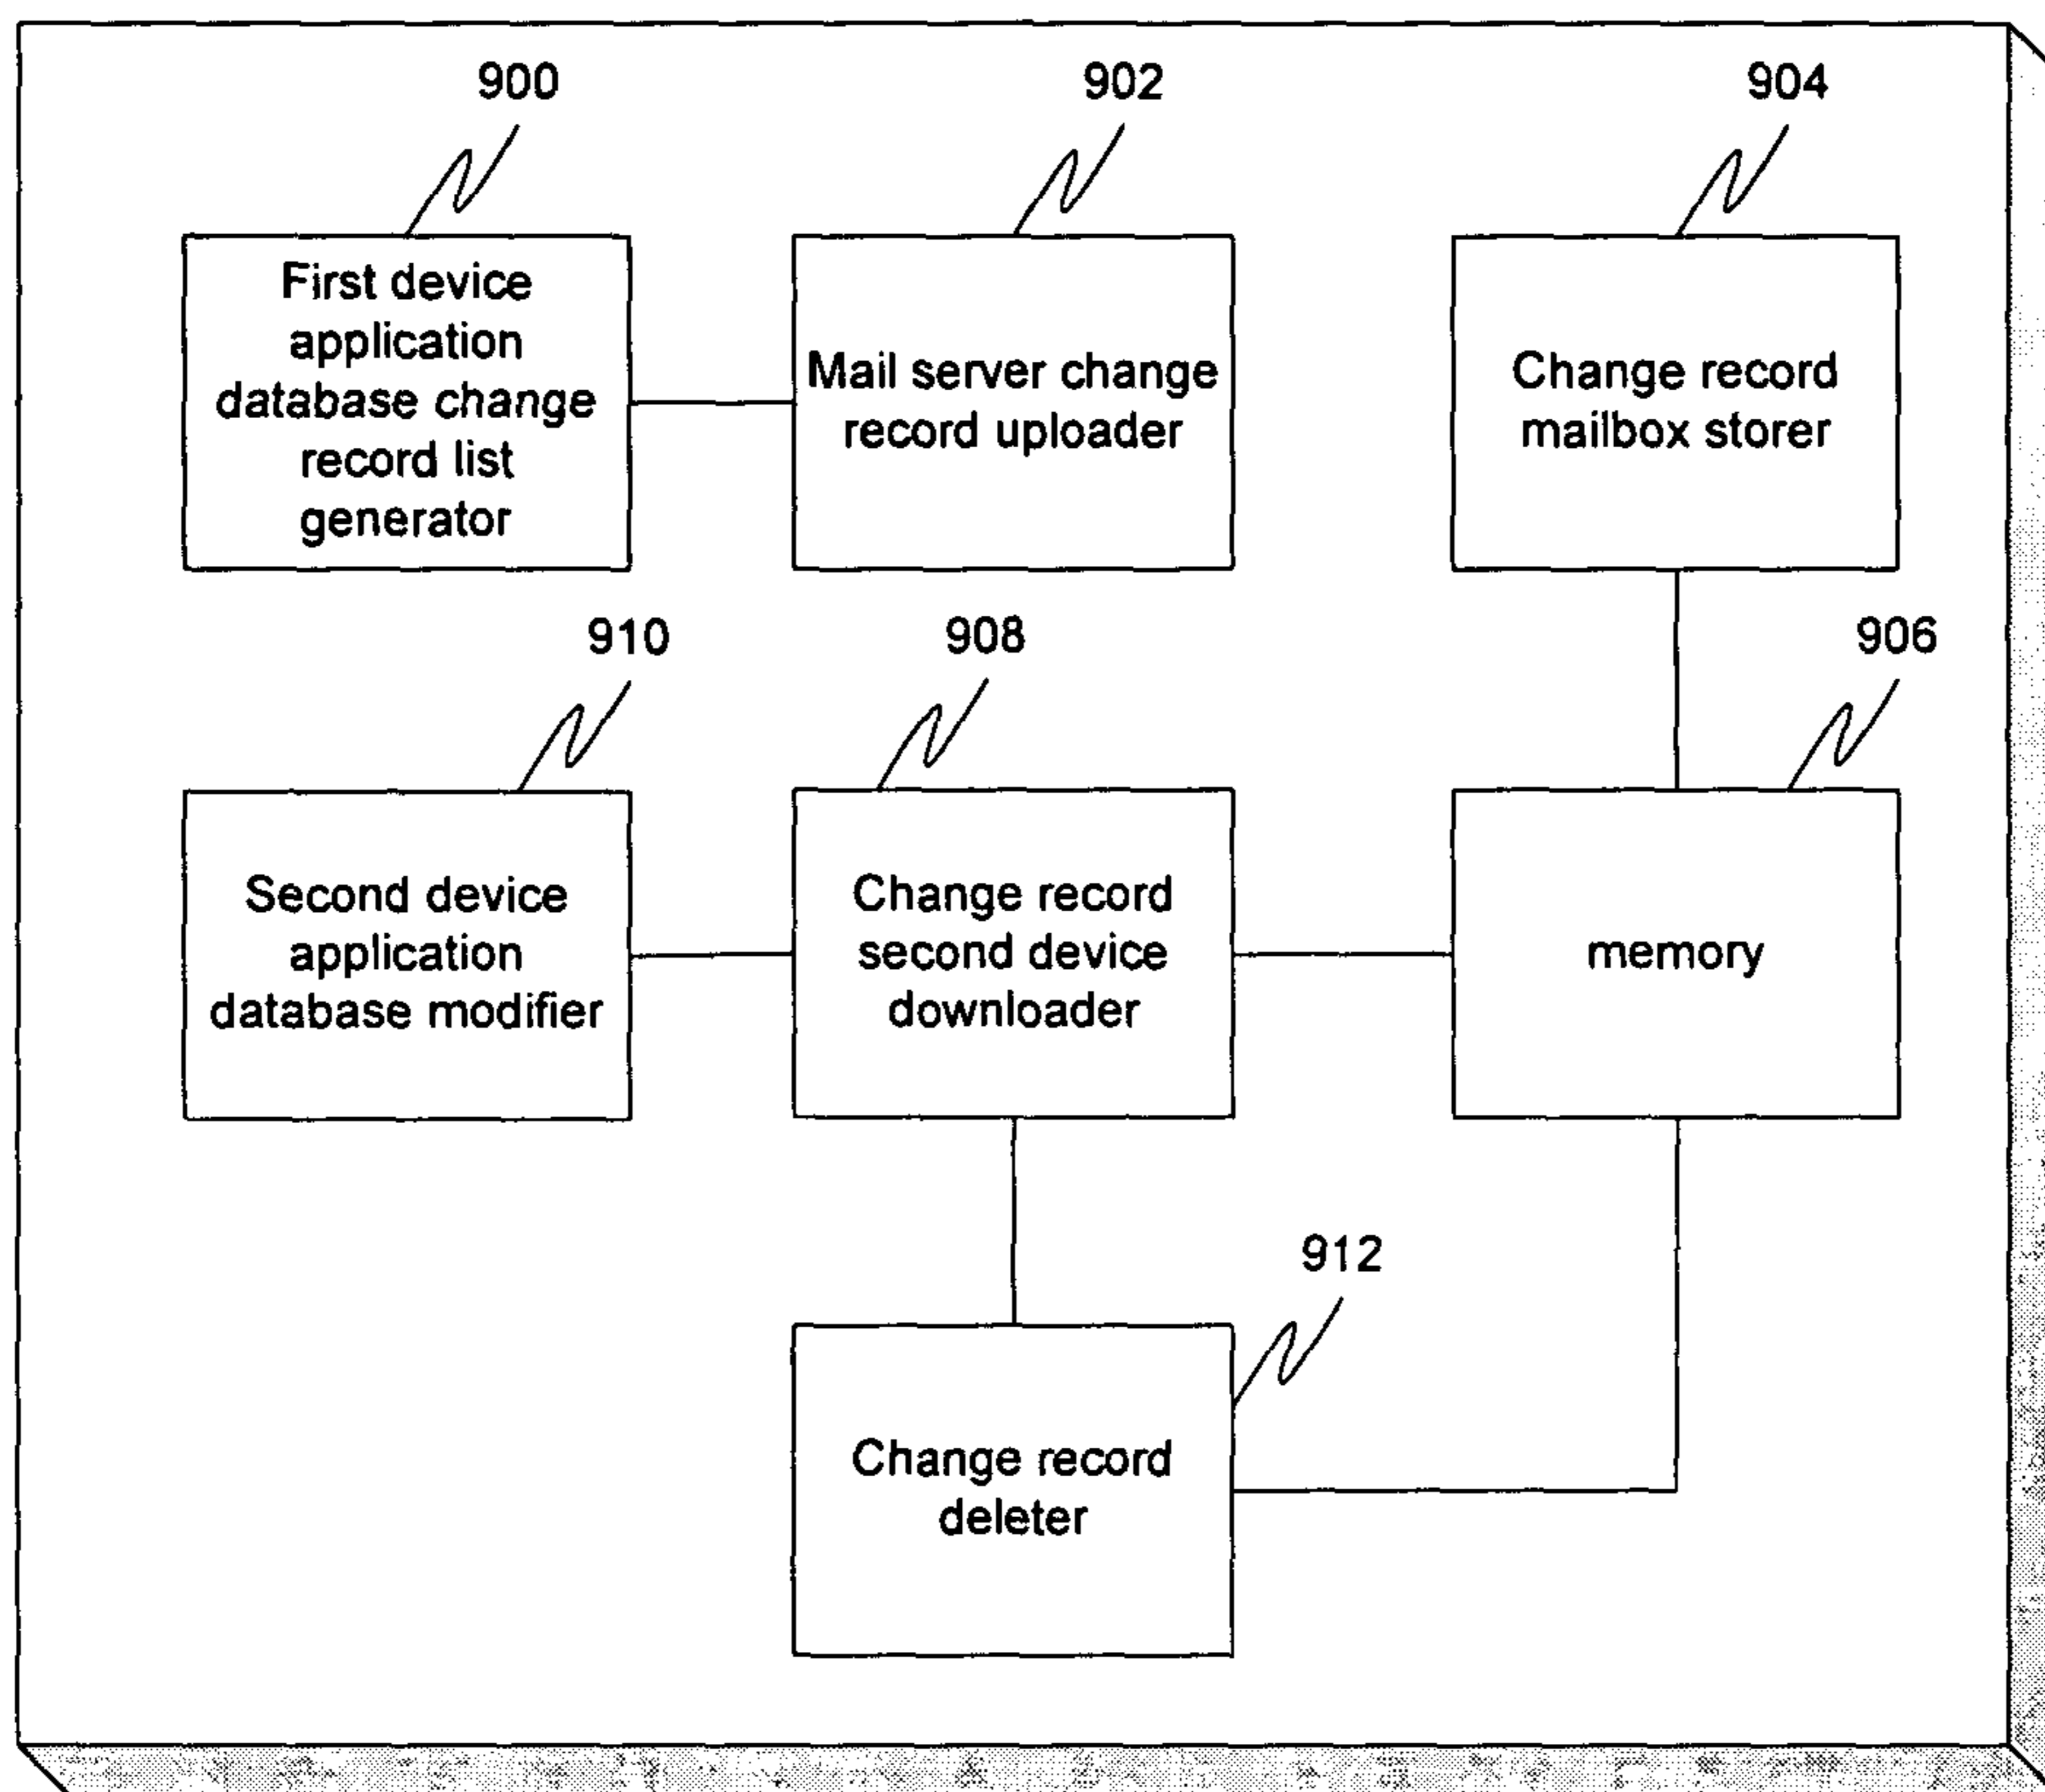 900
902
904
First device
application
database change
record list
generator
Mail server change
record uploader
Change record
mailbox storer
910
908
906
Second device
application
database modifier
Change record
second device
downloader
memory
912
Change record
deleter